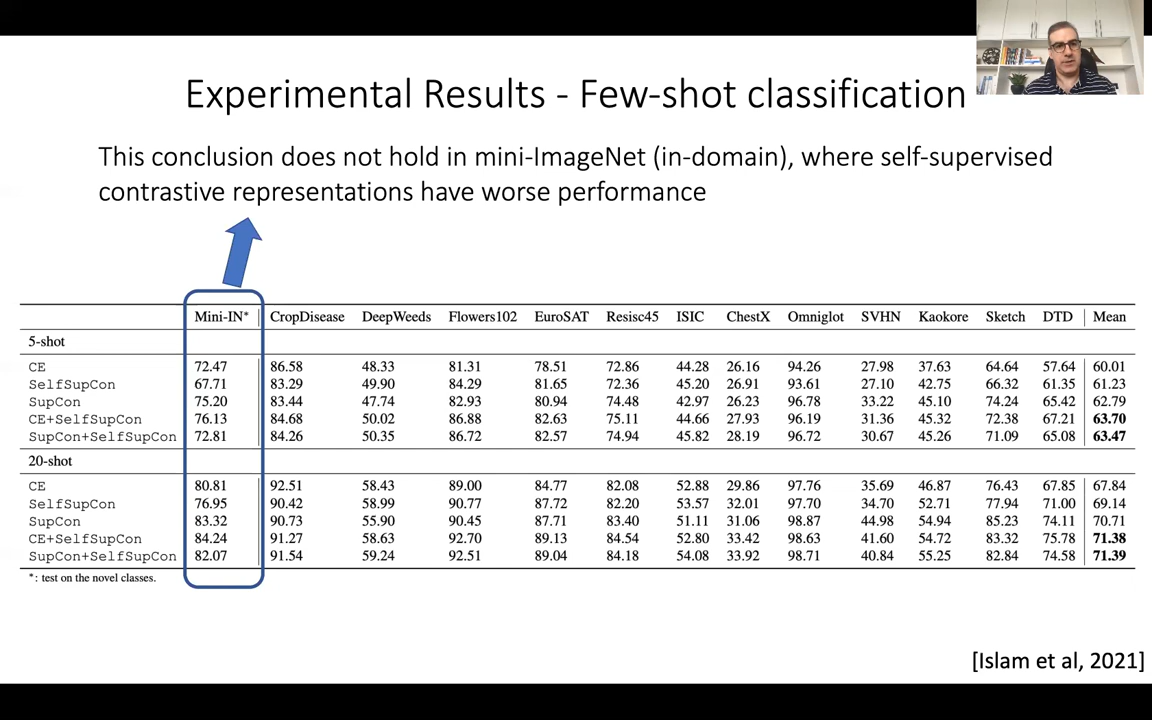 Experimental Results - Few-shot classification
This conclusion does not hold in mini-ImageNet (in-domain), where self-supervised
contrastive representations have worse performance
Mini-IN* CropDisease DeepWeeds Flowers102 EuroSAT Resisc45 ISIC ChestX Omniglot SVHN Kaokore Sketch DTD Mean
5-shot
CE 72.47 86.58 48.33 81.31 78.51 72.86 44.28 26.16 94.26 27.98 37.63 64.64 57.64 60.01
SelfSupCon 67.71 83.29 49.90 84.29 81.65 72.36 45.20 26.91 93.61 27.10 42.75 66.32 61.35 61.23
SupCon 75.20 83.44 47.74 82.93 80.94 74.48 42.97 26.23 96.78 33.22 45.10 74.24 65.42 62.79
CE+SelfSupCon 76.13 84.68 50.02 86.88 82.63 75.11 44.66 27.93 96.19 31.36 45.32 72.38 67.21 63.70
SupCon+SelfSupCon 72.81 84.26 50.35 86.72 82.57 74.94 45.82 28.19 96.72 30.67 45.26 71.09 65.08 63.47
20-shot
CE 80.81 92.51 58.43 89.00 84.77 82.08 52.88 29.86 97.76 35.69 46.87 76.43 67.85 67.84
SelfSupCon 76.95 90.42 58.99 90.77 87.72 82.20 53.57 32.01 97.70 34.70 52.71 77.94 71.00 69.14
SupCon 83.32 90.73 55.90 90.45 87.71 83.40 51.11 31.06 98.87 44.98 54.94 85.23 74.11 70.71
CE+SelfSupCon 84.24 91.27 58.63 92.70 89.13 84.54 52.80 33.42 98.63 41.60 54.72 83.32 75.78 71.38
SupCon+SelfSupCon 82.07 91.54 59.24 92.51 89.04 84.18 54.08 33.92 98.71 40.84 55.25 82.84 74.58 71.39
*: test on the novel classes.
[Islam et al, 2021]